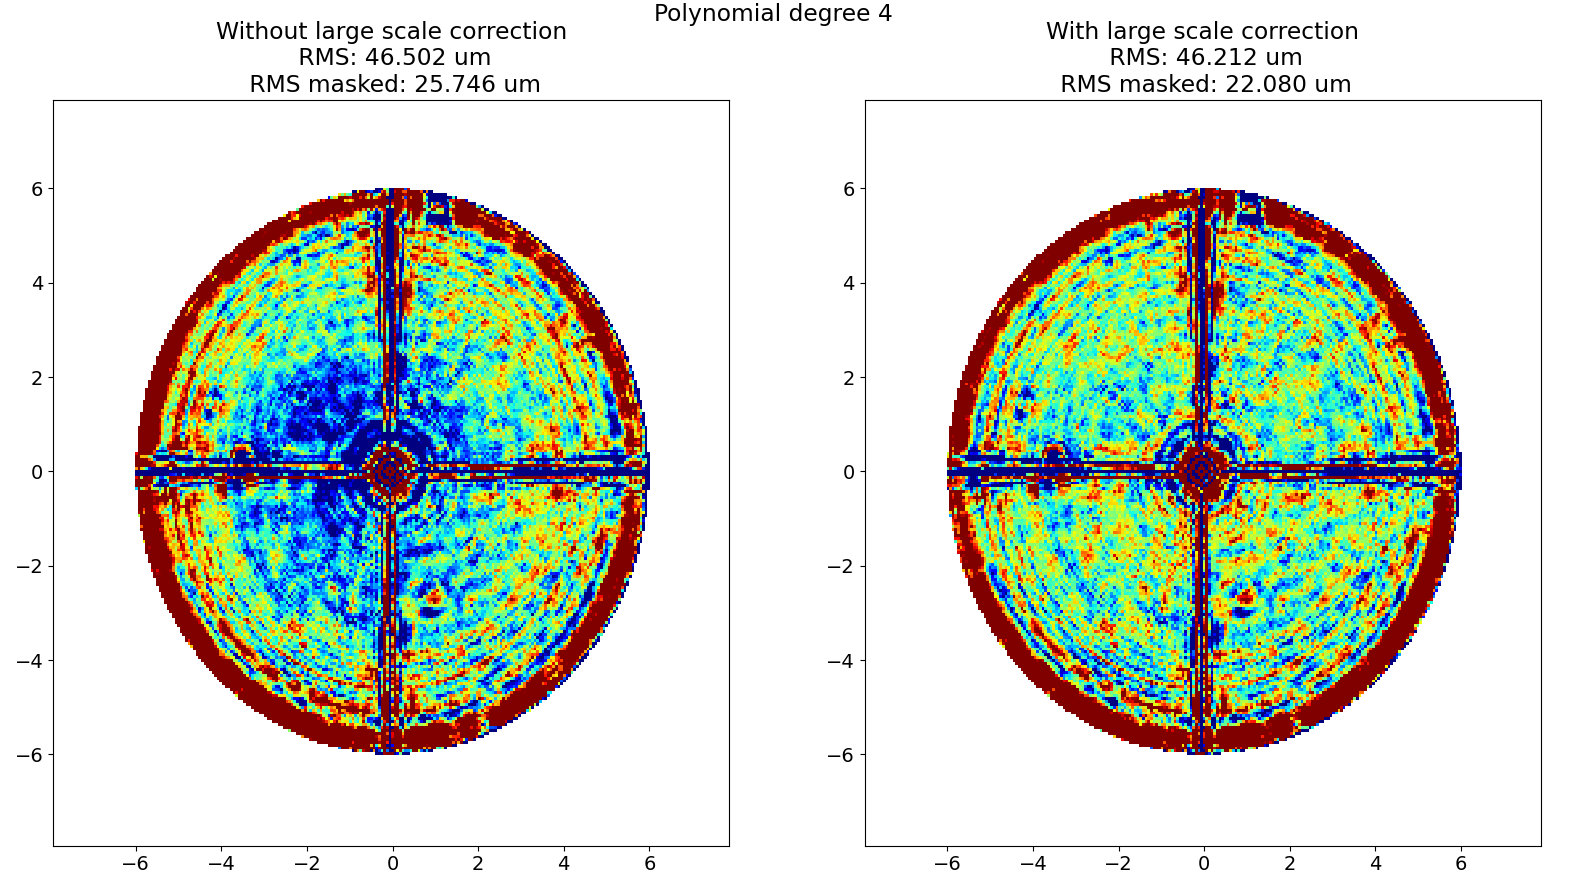 Polynomial degree 4
Without large scale correction
RMS: 46.502 um
RMS masked: 25.746 um
With large scale correction
RMS: 46.212 um
RMS masked: 22.080 um
6
4
2
0
−2
−4
−6
−6 −4 −2 0 2 4 6
6
4
2
0
−2
−4
−6
−6 −4 −2 0 2 4 6